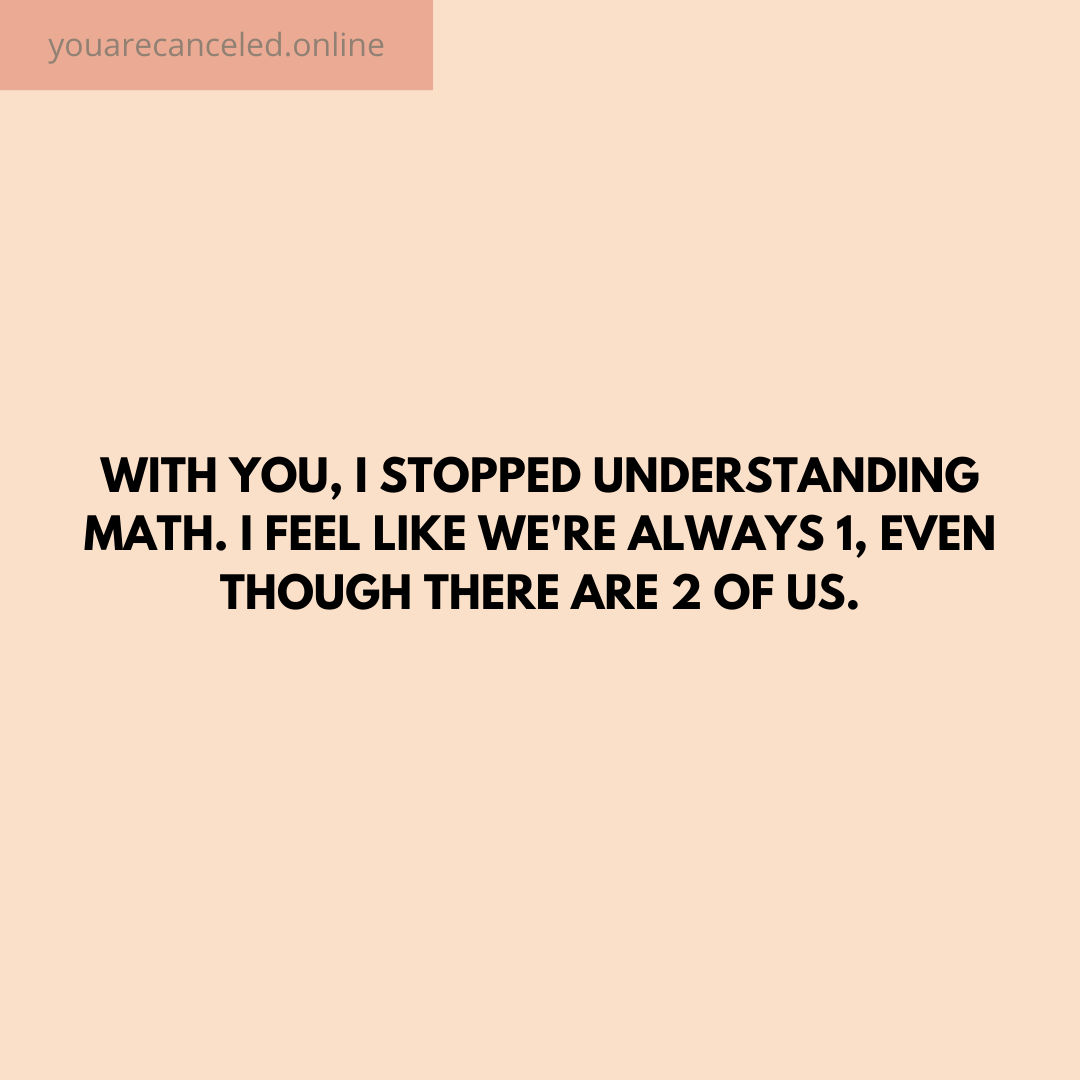 youarecanceled.online
WITH YOU, I STOPPED UNDERSTANDING
MATH. I FEEL LIKE WE'RE ALWAYS 1, EVEN
THOUGH THERE ARE 2 OF US.